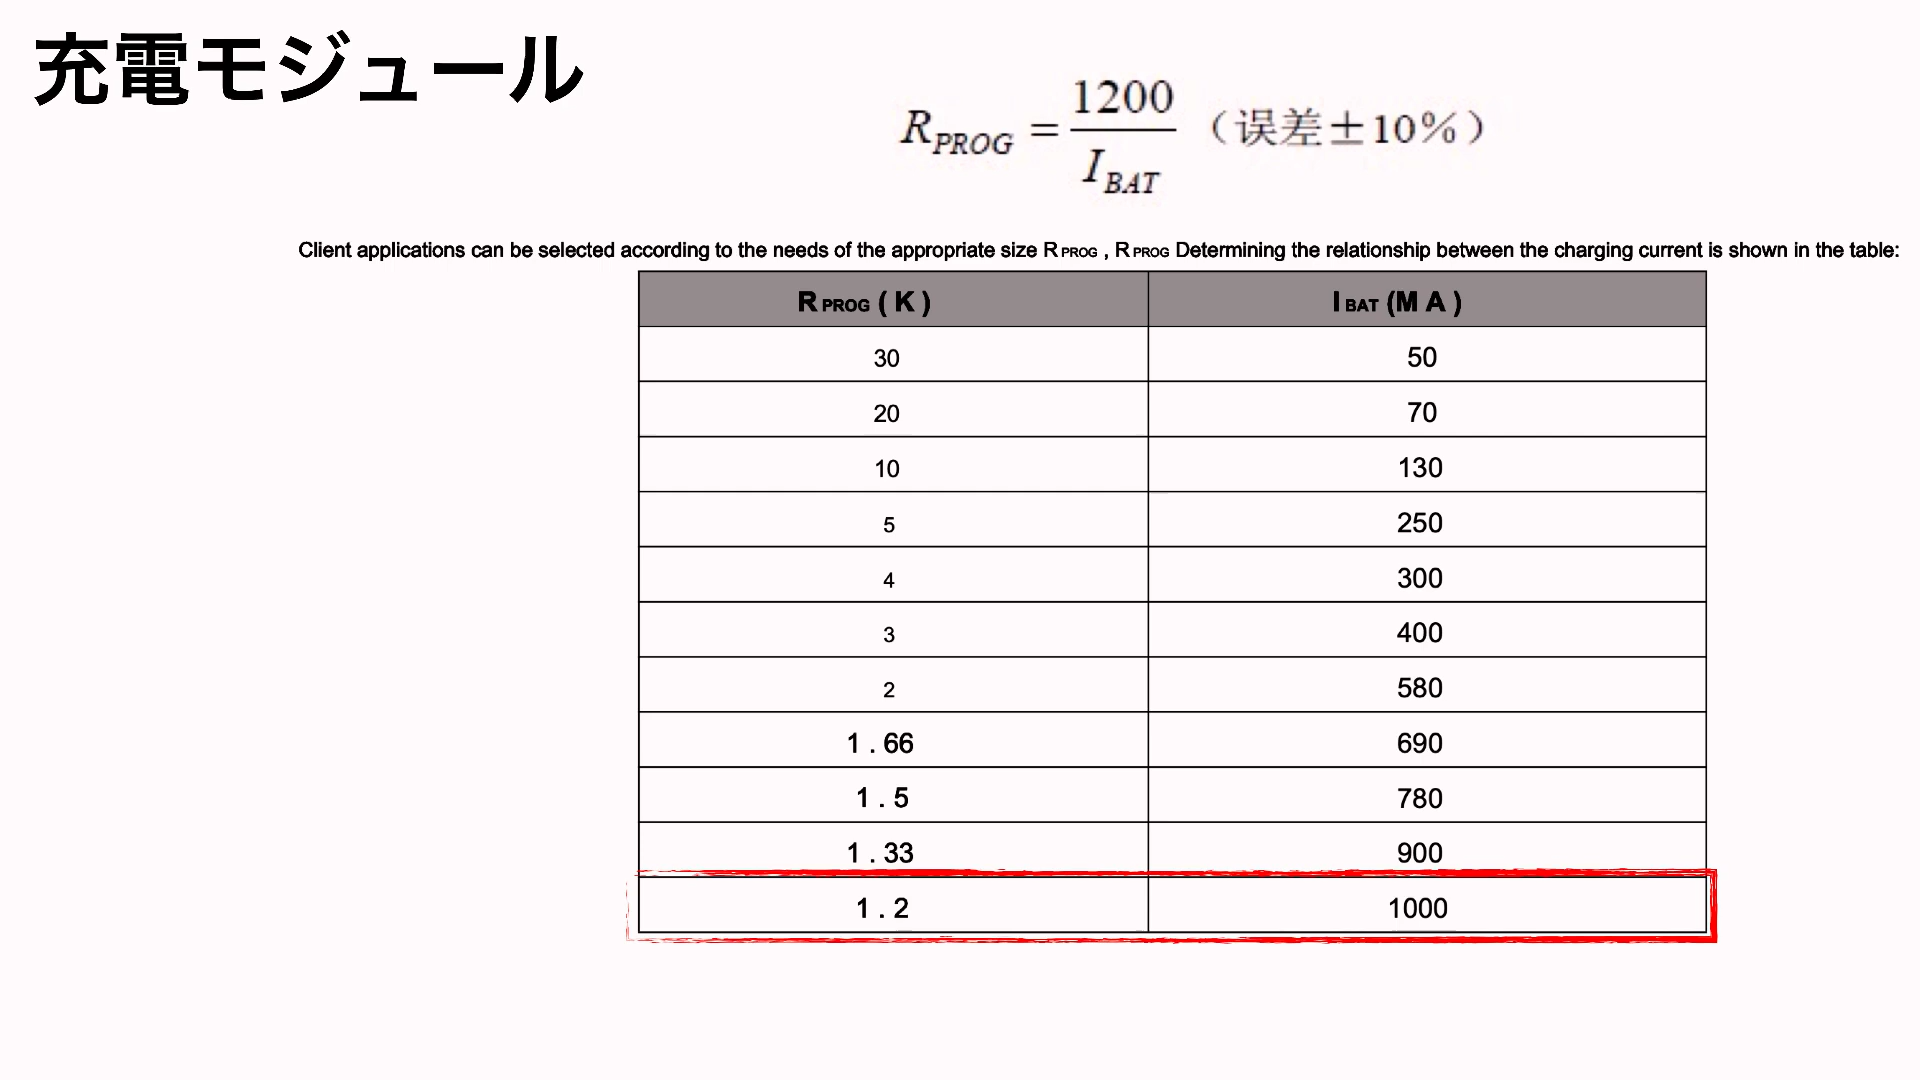 充電モジュール
R PROG = 1200 / I BAT （误差±10%）
Client applications can be selected according to the needs of the appropriate size R PROG , R PROG Determining the relationship between the charging current is shown in the table:
R PROG ( K ) I BAT (M A )
30 50
20 70
10 130
5 250
4 300
3 400
2 580
1 . 66 690
1 . 5 780
1 . 33 900
1 . 2 1000